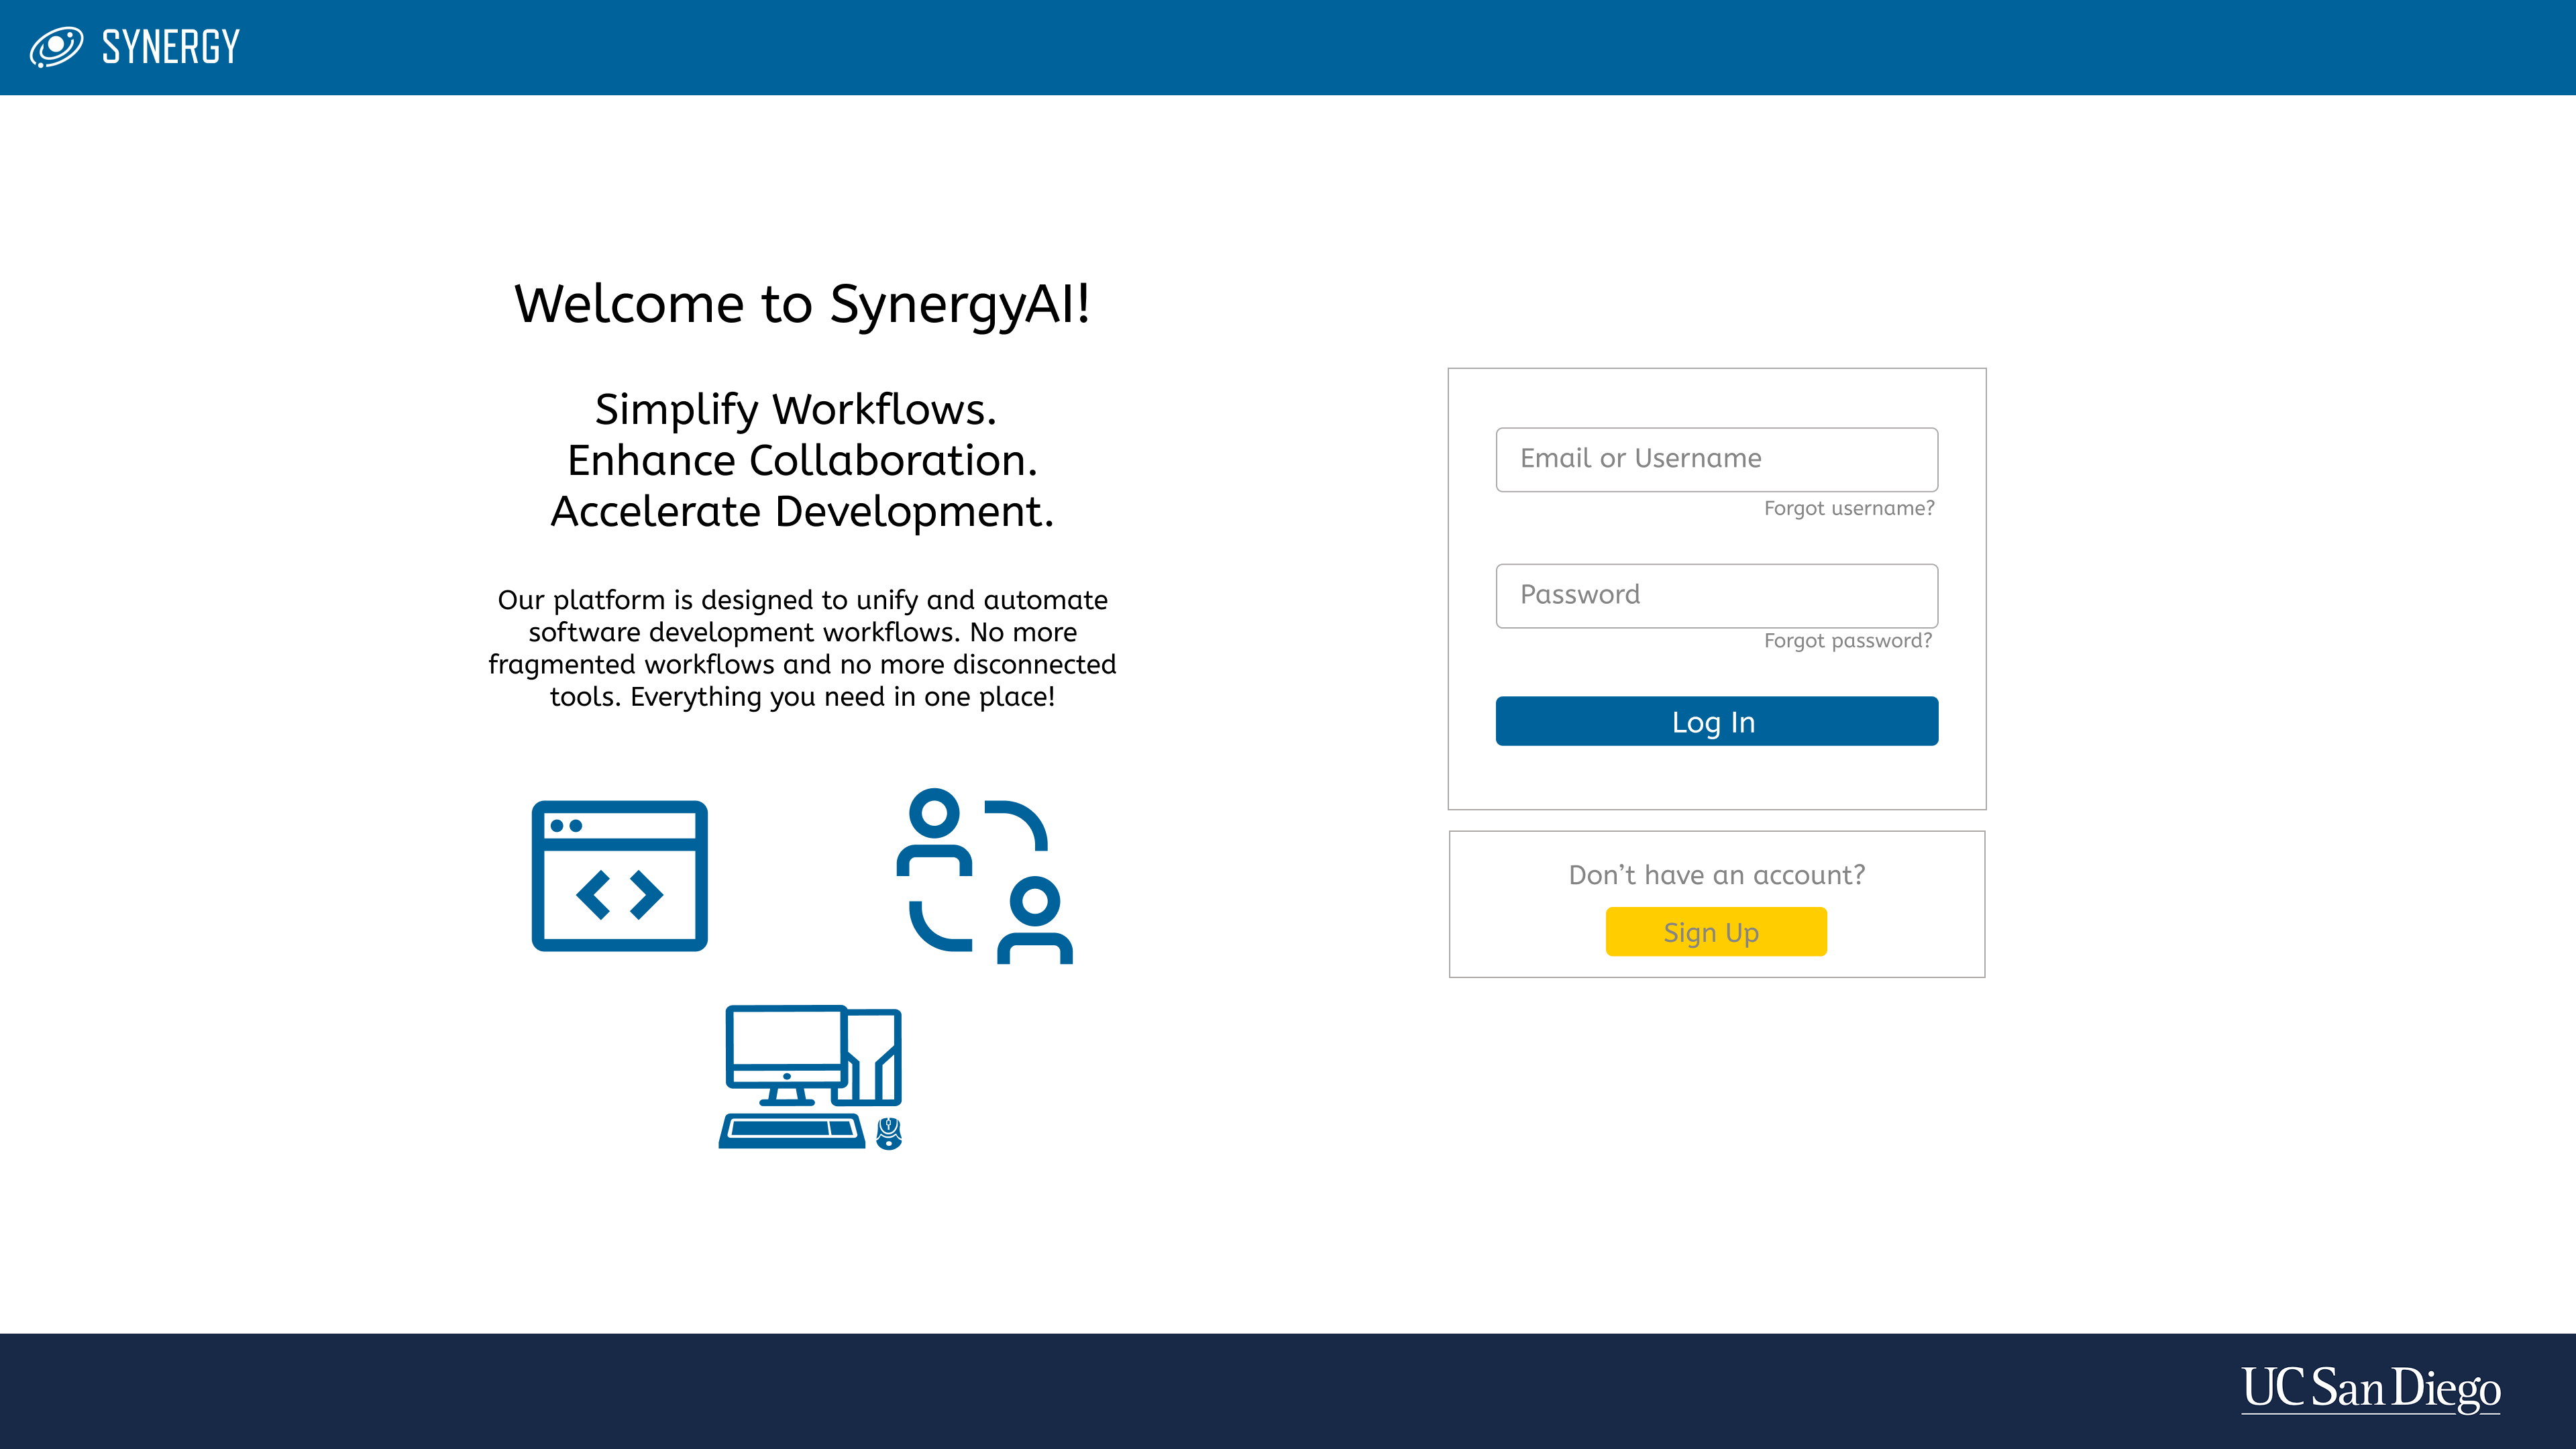 SYNERGY
Welcome to SynergyAI!
Simplify Workflows.
Enhance Collaboration.
Accelerate Development.
Our platform is designed to unify and automate
software development workflows. No more
fragmented workflows and no more disconnected
tools. Everything you need in one place!
Email or Username
Forgot username?
Password
Forgot password?
Log In
Don’t have an account?
Sign Up
UC San Diego